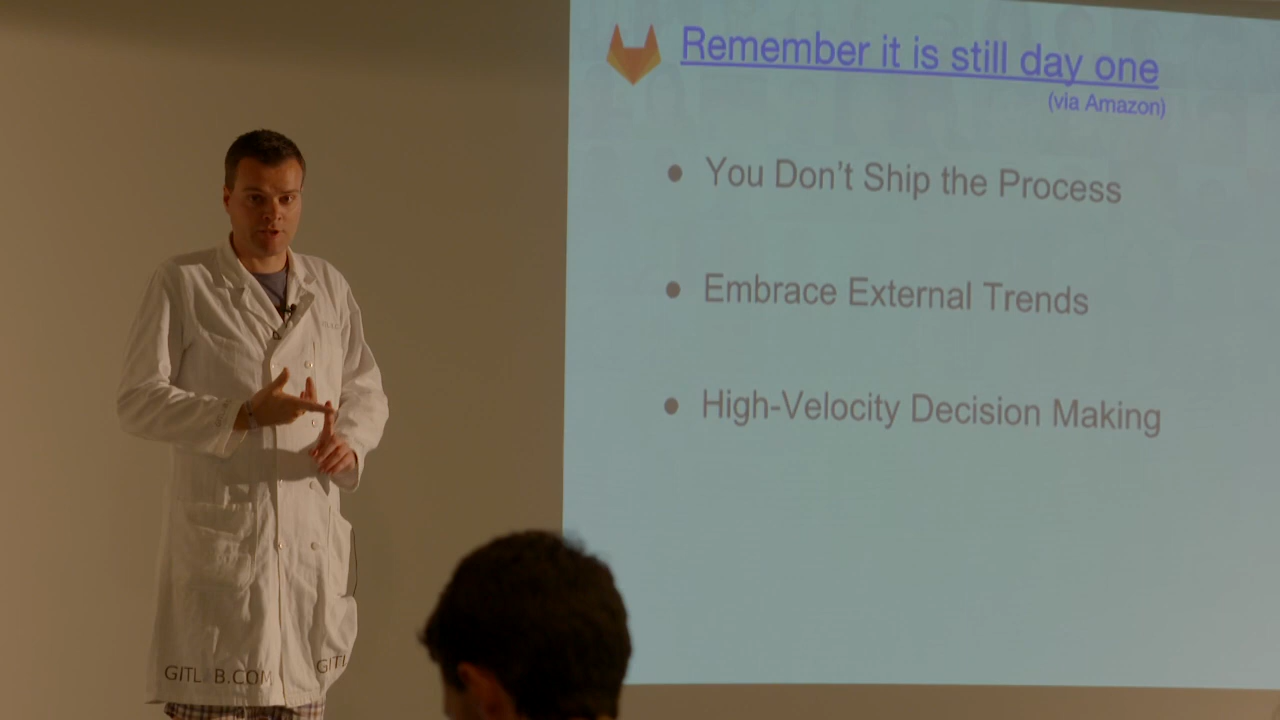 Remember it is still day one
(via Amazon)
• You Don't Ship the Process
• Embrace External Trends
• High-Velocity Decision Making
GITLAB.COM
GITL